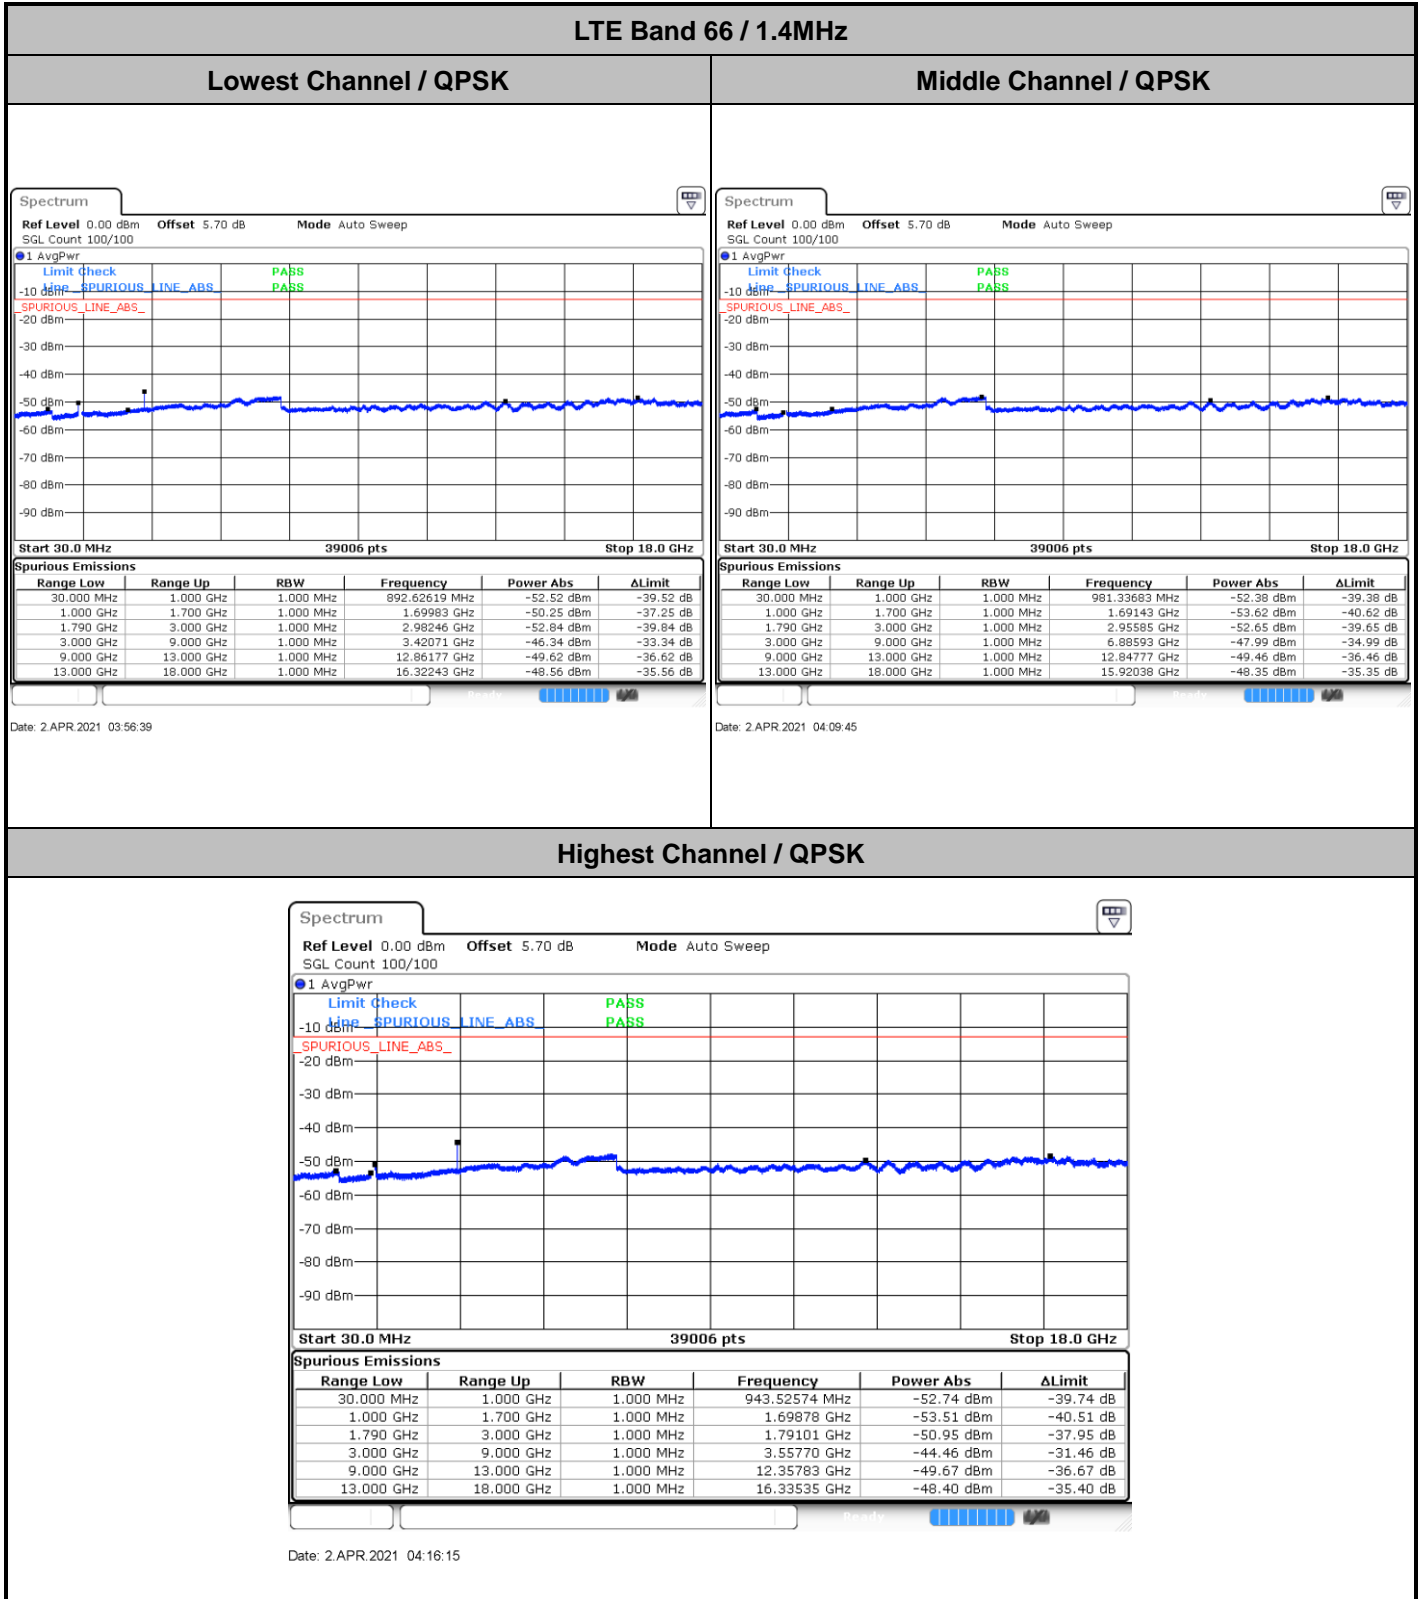 LTE Band 66 / 1.4MHz
Lowest Channel / QPSK
Middle Channel / QPSK
Spectrum
Ref Level 0.00 dBm Offset 5.70 dB Mode Auto Sweep
SGL Count 100/100
1 AvgPwr
Limit Check PASS
-10 dBm Line _SPURIOUS_LINE_ABS_ PASS
_SPURIOUS_LINE_ABS_
-20 dBm
-30 dBm
-40 dBm
-50 dBm
-60 dBm
-70 dBm
-80 dBm
-90 dBm
Start 30.0 MHz 39006 pts Stop 18.0 GHz
Spurious Emissions
Range Low Range Up RBW Frequency Power Abs ΔLimit
30.000 MHz 1.000 GHz 1.000 MHz 892.62619 MHz -52.52 dBm -39.52 dB
1.000 GHz 1.700 GHz 1.000 MHz 1.69983 GHz -50.25 dBm -37.25 dB
1.790 GHz 3.000 GHz 1.000 MHz 2.98246 GHz -52.84 dBm -39.84 dB
3.000 GHz 9.000 GHz 1.000 MHz 3.42071 GHz -46.34 dBm -33.34 dB
9.000 GHz 13.000 GHz 1.000 MHz 12.86177 GHz -49.62 dBm -36.62 dB
13.000 GHz 18.000 GHz 1.000 MHz 16.32243 GHz -48.56 dBm -35.56 dB
Ready
Date: 2.APR.2021 03:56:39
Spectrum
Ref Level 0.00 dBm Offset 5.70 dB Mode Auto Sweep
SGL Count 100/100
1 AvgPwr
Limit Check PASS
-10 dBm Line _SPURIOUS_LINE_ABS_ PASS
_SPURIOUS_LINE_ABS_
-20 dBm
-30 dBm
-40 dBm
-50 dBm
-60 dBm
-70 dBm
-80 dBm
-90 dBm
Start 30.0 MHz 39006 pts Stop 18.0 GHz
Spurious Emissions
Range Low Range Up RBW Frequency Power Abs ΔLimit
30.000 MHz 1.000 GHz 1.000 MHz 981.33683 MHz -52.38 dBm -39.38 dB
1.000 GHz 1.700 GHz 1.000 MHz 1.69143 GHz -53.62 dBm -40.62 dB
1.790 GHz 3.000 GHz 1.000 MHz 2.95585 GHz -52.65 dBm -39.65 dB
3.000 GHz 9.000 GHz 1.000 MHz 6.88593 GHz -47.99 dBm -34.99 dB
9.000 GHz 13.000 GHz 1.000 MHz 12.84777 GHz -49.46 dBm -36.46 dB
13.000 GHz 18.000 GHz 1.000 MHz 15.92038 GHz -48.35 dBm -35.35 dB
Ready
Date: 2.APR.2021 04:09:45
Highest Channel / QPSK
Spectrum
Ref Level 0.00 dBm Offset 5.70 dB Mode Auto Sweep
SGL Count 100/100
1 AvgPwr
Limit Check PASS
-10 dBm Line _SPURIOUS_LINE_ABS_ PASS
_SPURIOUS_LINE_ABS_
-20 dBm
-30 dBm
-40 dBm
-50 dBm
-60 dBm
-70 dBm
-80 dBm
-90 dBm
Start 30.0 MHz 39006 pts Stop 18.0 GHz
Spurious Emissions
Range Low Range Up RBW Frequency Power Abs ΔLimit
30.000 MHz 1.000 GHz 1.000 MHz 943.52574 MHz -52.74 dBm -39.74 dB
1.000 GHz 1.700 GHz 1.000 MHz 1.69878 GHz -53.51 dBm -40.51 dB
1.790 GHz 3.000 GHz 1.000 MHz 1.79101 GHz -50.95 dBm -37.95 dB
3.000 GHz 9.000 GHz 1.000 MHz 3.55770 GHz -44.46 dBm -31.46 dB
9.000 GHz 13.000 GHz 1.000 MHz 12.35783 GHz -49.67 dBm -36.67 dB
13.000 GHz 18.000 GHz 1.000 MHz 16.33535 GHz -48.40 dBm -35.40 dB
Ready
Date: 2.APR.2021 04:16:15